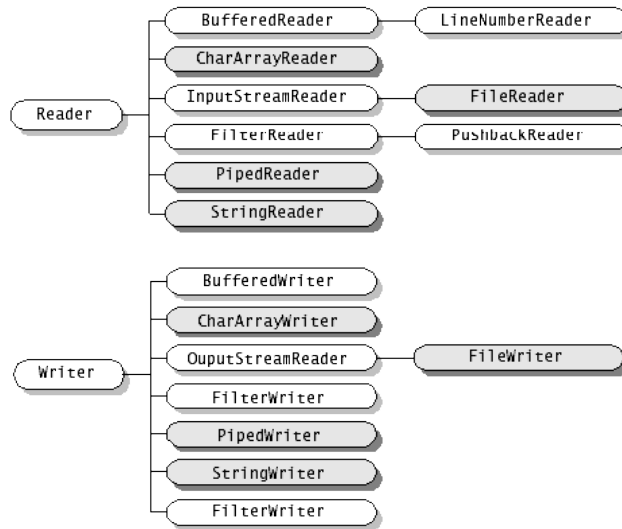 BufferedReader
LineNumberReader
CharArrayReader
InputStreamReader
FileReader
Reader
FilterReader
PushbackReader
PipedReader
StringReader
BufferedWriter
CharArrayWriter
OuputStreamReader
FileWriter
Writer
FilterWriter
PipedWriter
StringWriter
FilterWriter